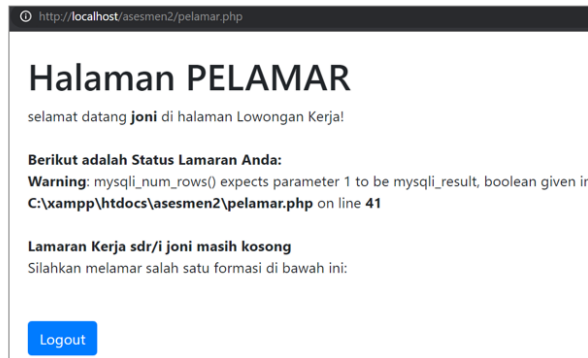 http://localhost/asesmen2/pelamar.php
Halaman PELAMAR
selamat datang joni di halaman Lowongan Kerja!
Berikut adalah Status Lamaran Anda:
Warning: mysqli_num_rows() expects parameter 1 to be mysqli_result, boolean given in
C:\xampp\htdocs\asesmen2\pelamar.php on line 41
Lamaran Kerja sdr/i joni masih kosong
Silahkan melamar salah satu formasi di bawah ini:
Logout